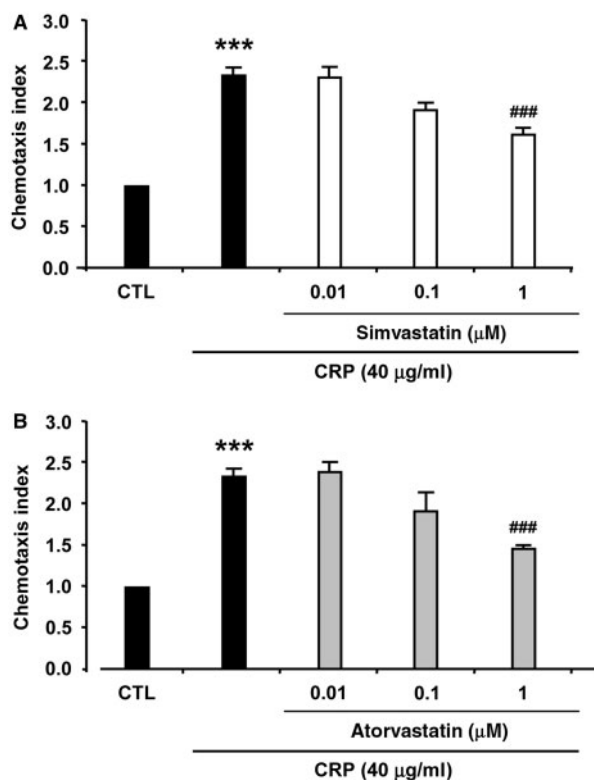 A
3.0
2.5
2.0
1.5
1.0
0.5
0.0
Chemotaxis index
***
###
CTL 0.01 0.1 1
Simvastatin (μM)
CRP (40 μg/ml)
B
3.0
2.5
2.0
1.5
1.0
0.5
0.0
Chemotaxis index
***
###
CTL 0.01 0.1 1
Atorvastatin (μM)
CRP (40 μg/ml)